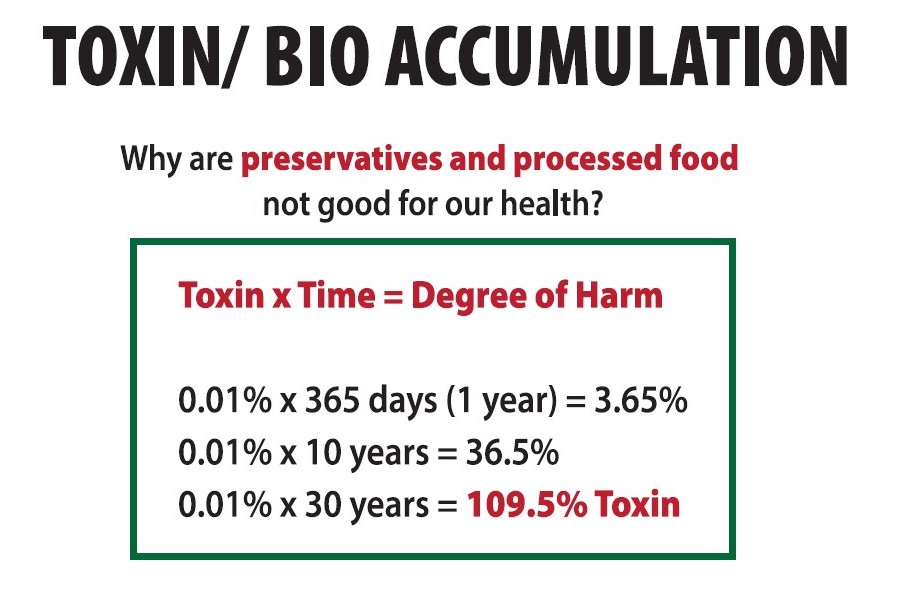 TOXIN/ BIO ACCUMULATION
Why are preservatives and processed food
not good for our health?
Toxin x Time = Degree of Harm
0.01% x 365 days (1 year) = 3.65%
0.01% x 10 years = 36.5%
0.01% x 30 years = 109.5% Toxin